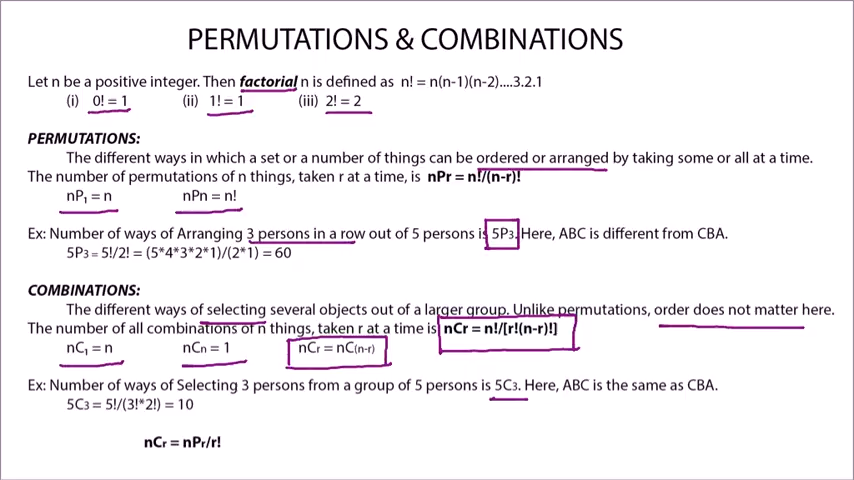 PERMUTATIONS & COMBINATIONS
Let n be a positive integer. Then factorial n is defined as n! = n(n-1)(n-2)....3.2.1
(i) 0! = 1 (ii) 1! = 1 (iii) 2! = 2
PERMUTATIONS:
The different ways in which a set or a number of things can be ordered or arranged by taking some or all at a time.
The number of permutations of n things, taken r at a time, is nPr = n!/(n-r)!
nP1 = n nPn = n!
Ex: Number of ways of Arranging 3 persons in a row out of 5 persons is 5P3. Here, ABC is different from CBA.
5P3 = 5!/2! = (5*4*3*2*1)/(2*1) = 60
COMBINATIONS:
The different ways of selecting several objects out of a larger group. Unlike permutations, order does not matter here.
The number of all combinations of n things, taken r at a time is nCr = n!/[r!(n-r)!]
nC1 = n nCn = 1 nCr = nC(n-r)
Ex: Number of ways of Selecting 3 persons from a group of 5 persons is 5C3. Here, ABC is the same as CBA.
5C3 = 5!/(3!*2!) = 10
nCr = nPr/r!